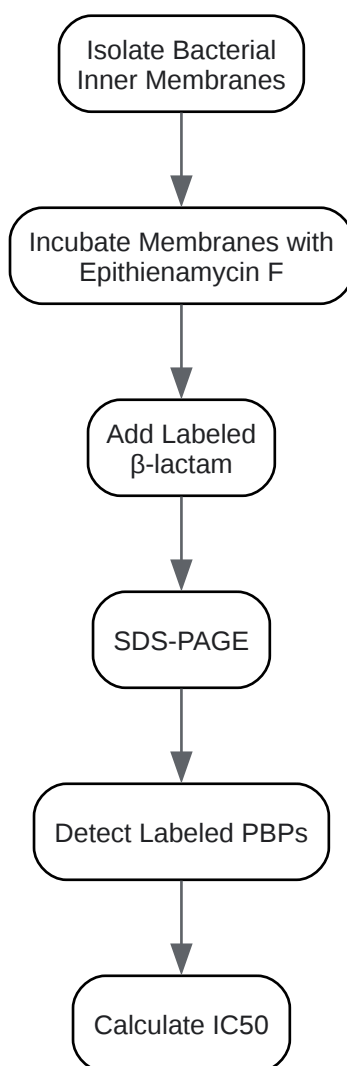 Isolate Bacterial
Inner Membranes
Incubate Membranes with
Epithienamycin F
Add Labeled
β-lactam
SDS-PAGE
Detect Labeled PBPs
Calculate IC50